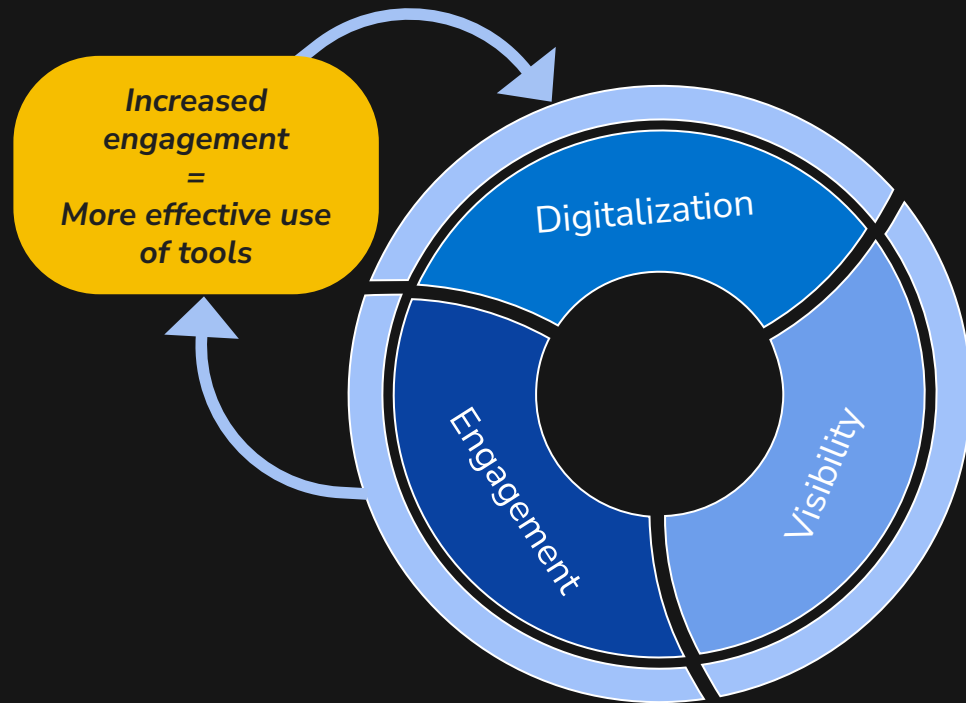 Increased
engagement
=
More effective use
of tools
Digitalization
Visibility
Engagement